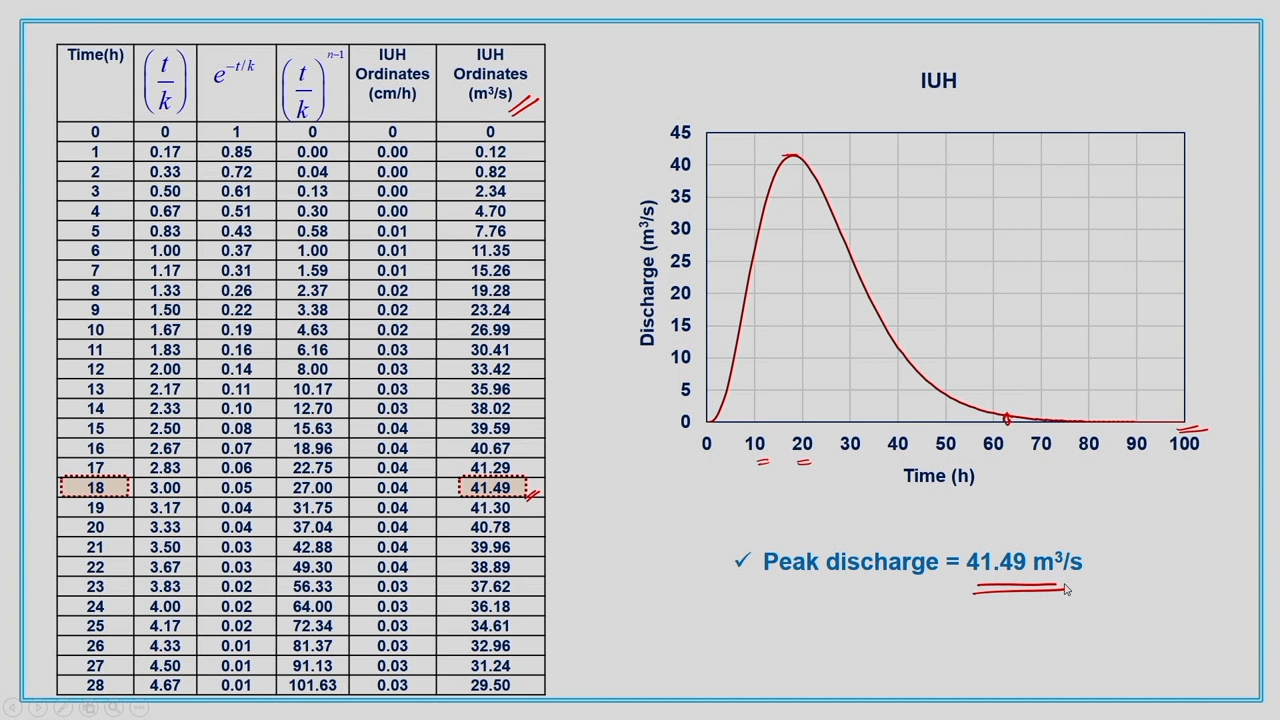 Time(h) (t/k) e^{-t/k} (t/k)^{n-1} IUH Ordinates (cm/h) IUH Ordinates (m³/s)
0 0 1 0 0 0
1 0.17 0.85 0.00 0.00 0.12
2 0.33 0.72 0.04 0.00 0.82
3 0.50 0.61 0.13 0.00 2.34
4 0.67 0.51 0.30 0.00 4.70
5 0.83 0.43 0.58 0.01 7.76
6 1.00 0.37 1.00 0.01 11.35
7 1.17 0.31 1.59 0.01 15.26
8 1.33 0.26 2.37 0.02 19.28
9 1.50 0.22 3.38 0.02 23.24
10 1.67 0.19 4.63 0.02 26.99
11 1.83 0.16 6.16 0.03 30.41
12 2.00 0.14 8.00 0.03 33.42
13 2.17 0.11 10.17 0.03 35.96
14 2.33 0.10 12.70 0.03 38.02
15 2.50 0.08 15.63 0.04 39.59
16 2.67 0.07 18.96 0.04 40.67
17 2.83 0.06 22.75 0.04 41.29
18 3.00 0.05 27.00 0.04 41.49
19 3.17 0.04 31.75 0.04 41.30
20 3.33 0.04 37.04 0.04 40.78
21 3.50 0.03 42.88 0.04 39.96
22 3.67 0.03 49.30 0.04 38.89
23 3.83 0.02 56.33 0.03 37.62
24 4.00 0.02 64.00 0.03 36.18
25 4.17 0.02 72.34 0.03 34.61
26 4.33 0.01 81.37 0.03 32.96
27 4.50 0.01 91.13 0.03 31.24
28 4.67 0.01 101.63 0.03 29.50
IUH
Discharge (m³/s)
45
40
35
30
25
20
15
10
5
0
0 10 20 30 40 50 60 70 80 90 100
Time (h)
✓ Peak discharge = 41.49 m³/s